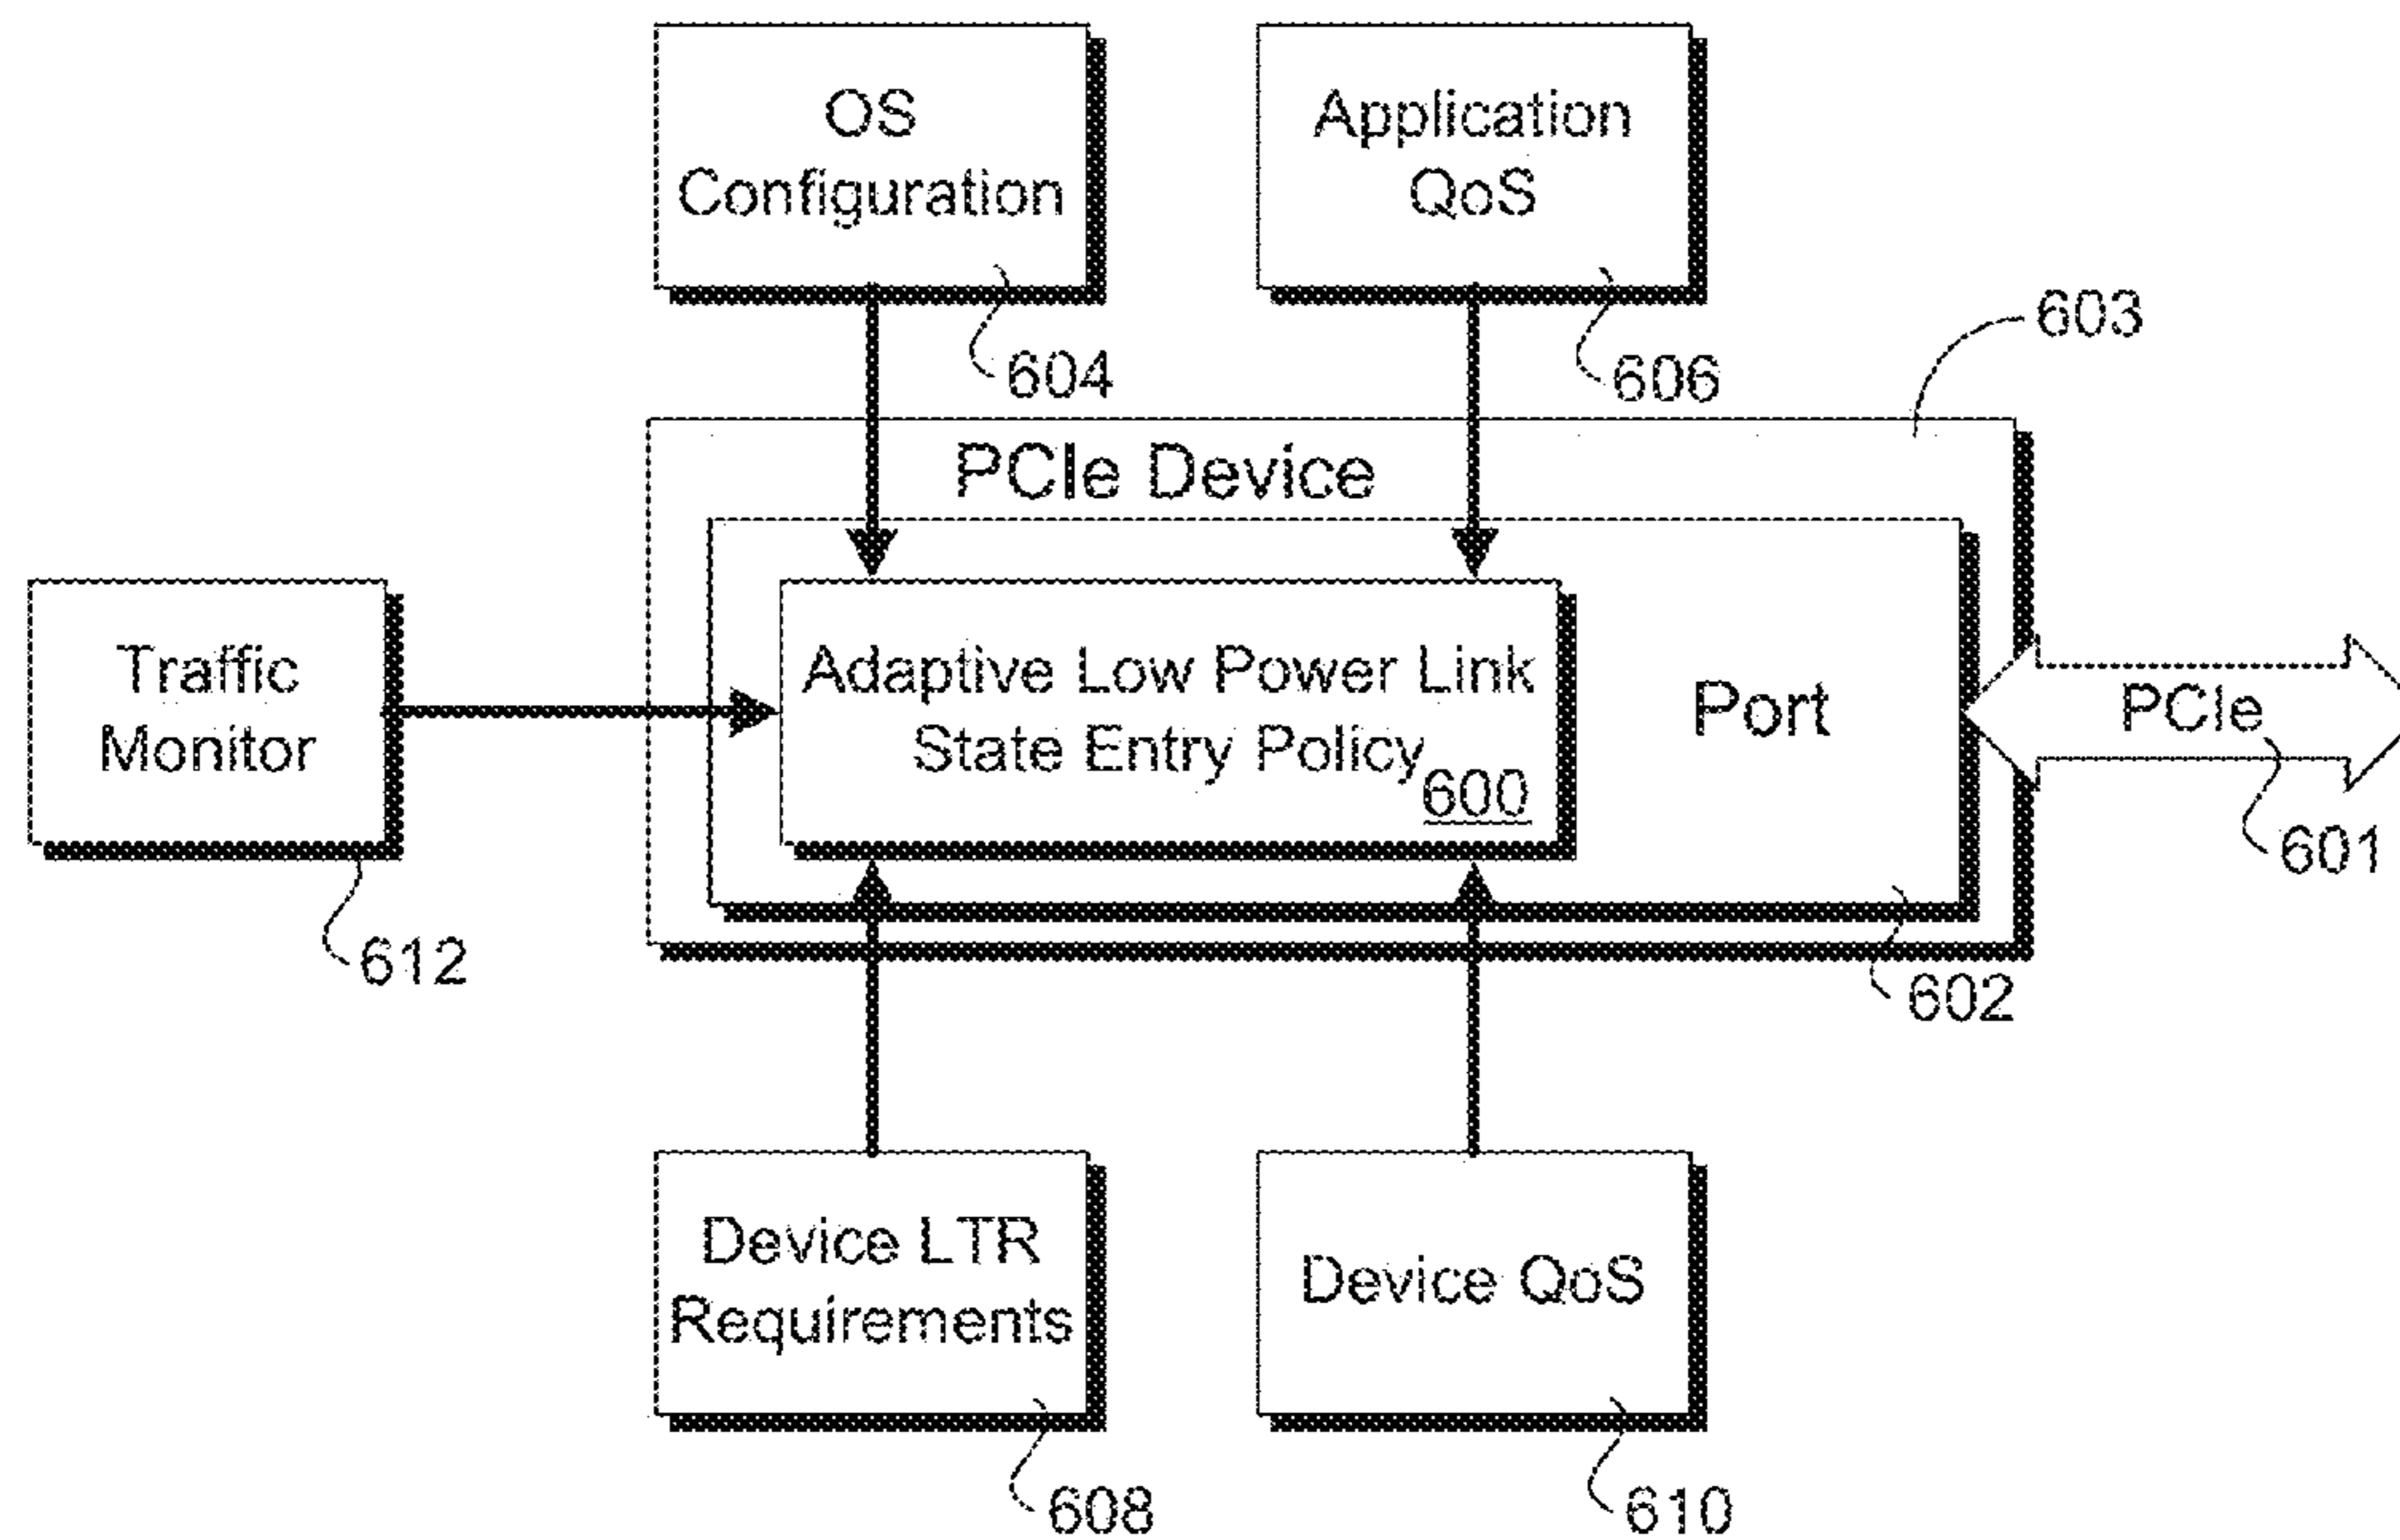 OS
Configuration
604
Application
QoS
606
603
PCIe Device
Traffic
Monitor
612
Adaptive Low Power Link
State Entry Policy
600
Port
602
PCIe
601
Device LTR
Requirements
608
Device QoS
610